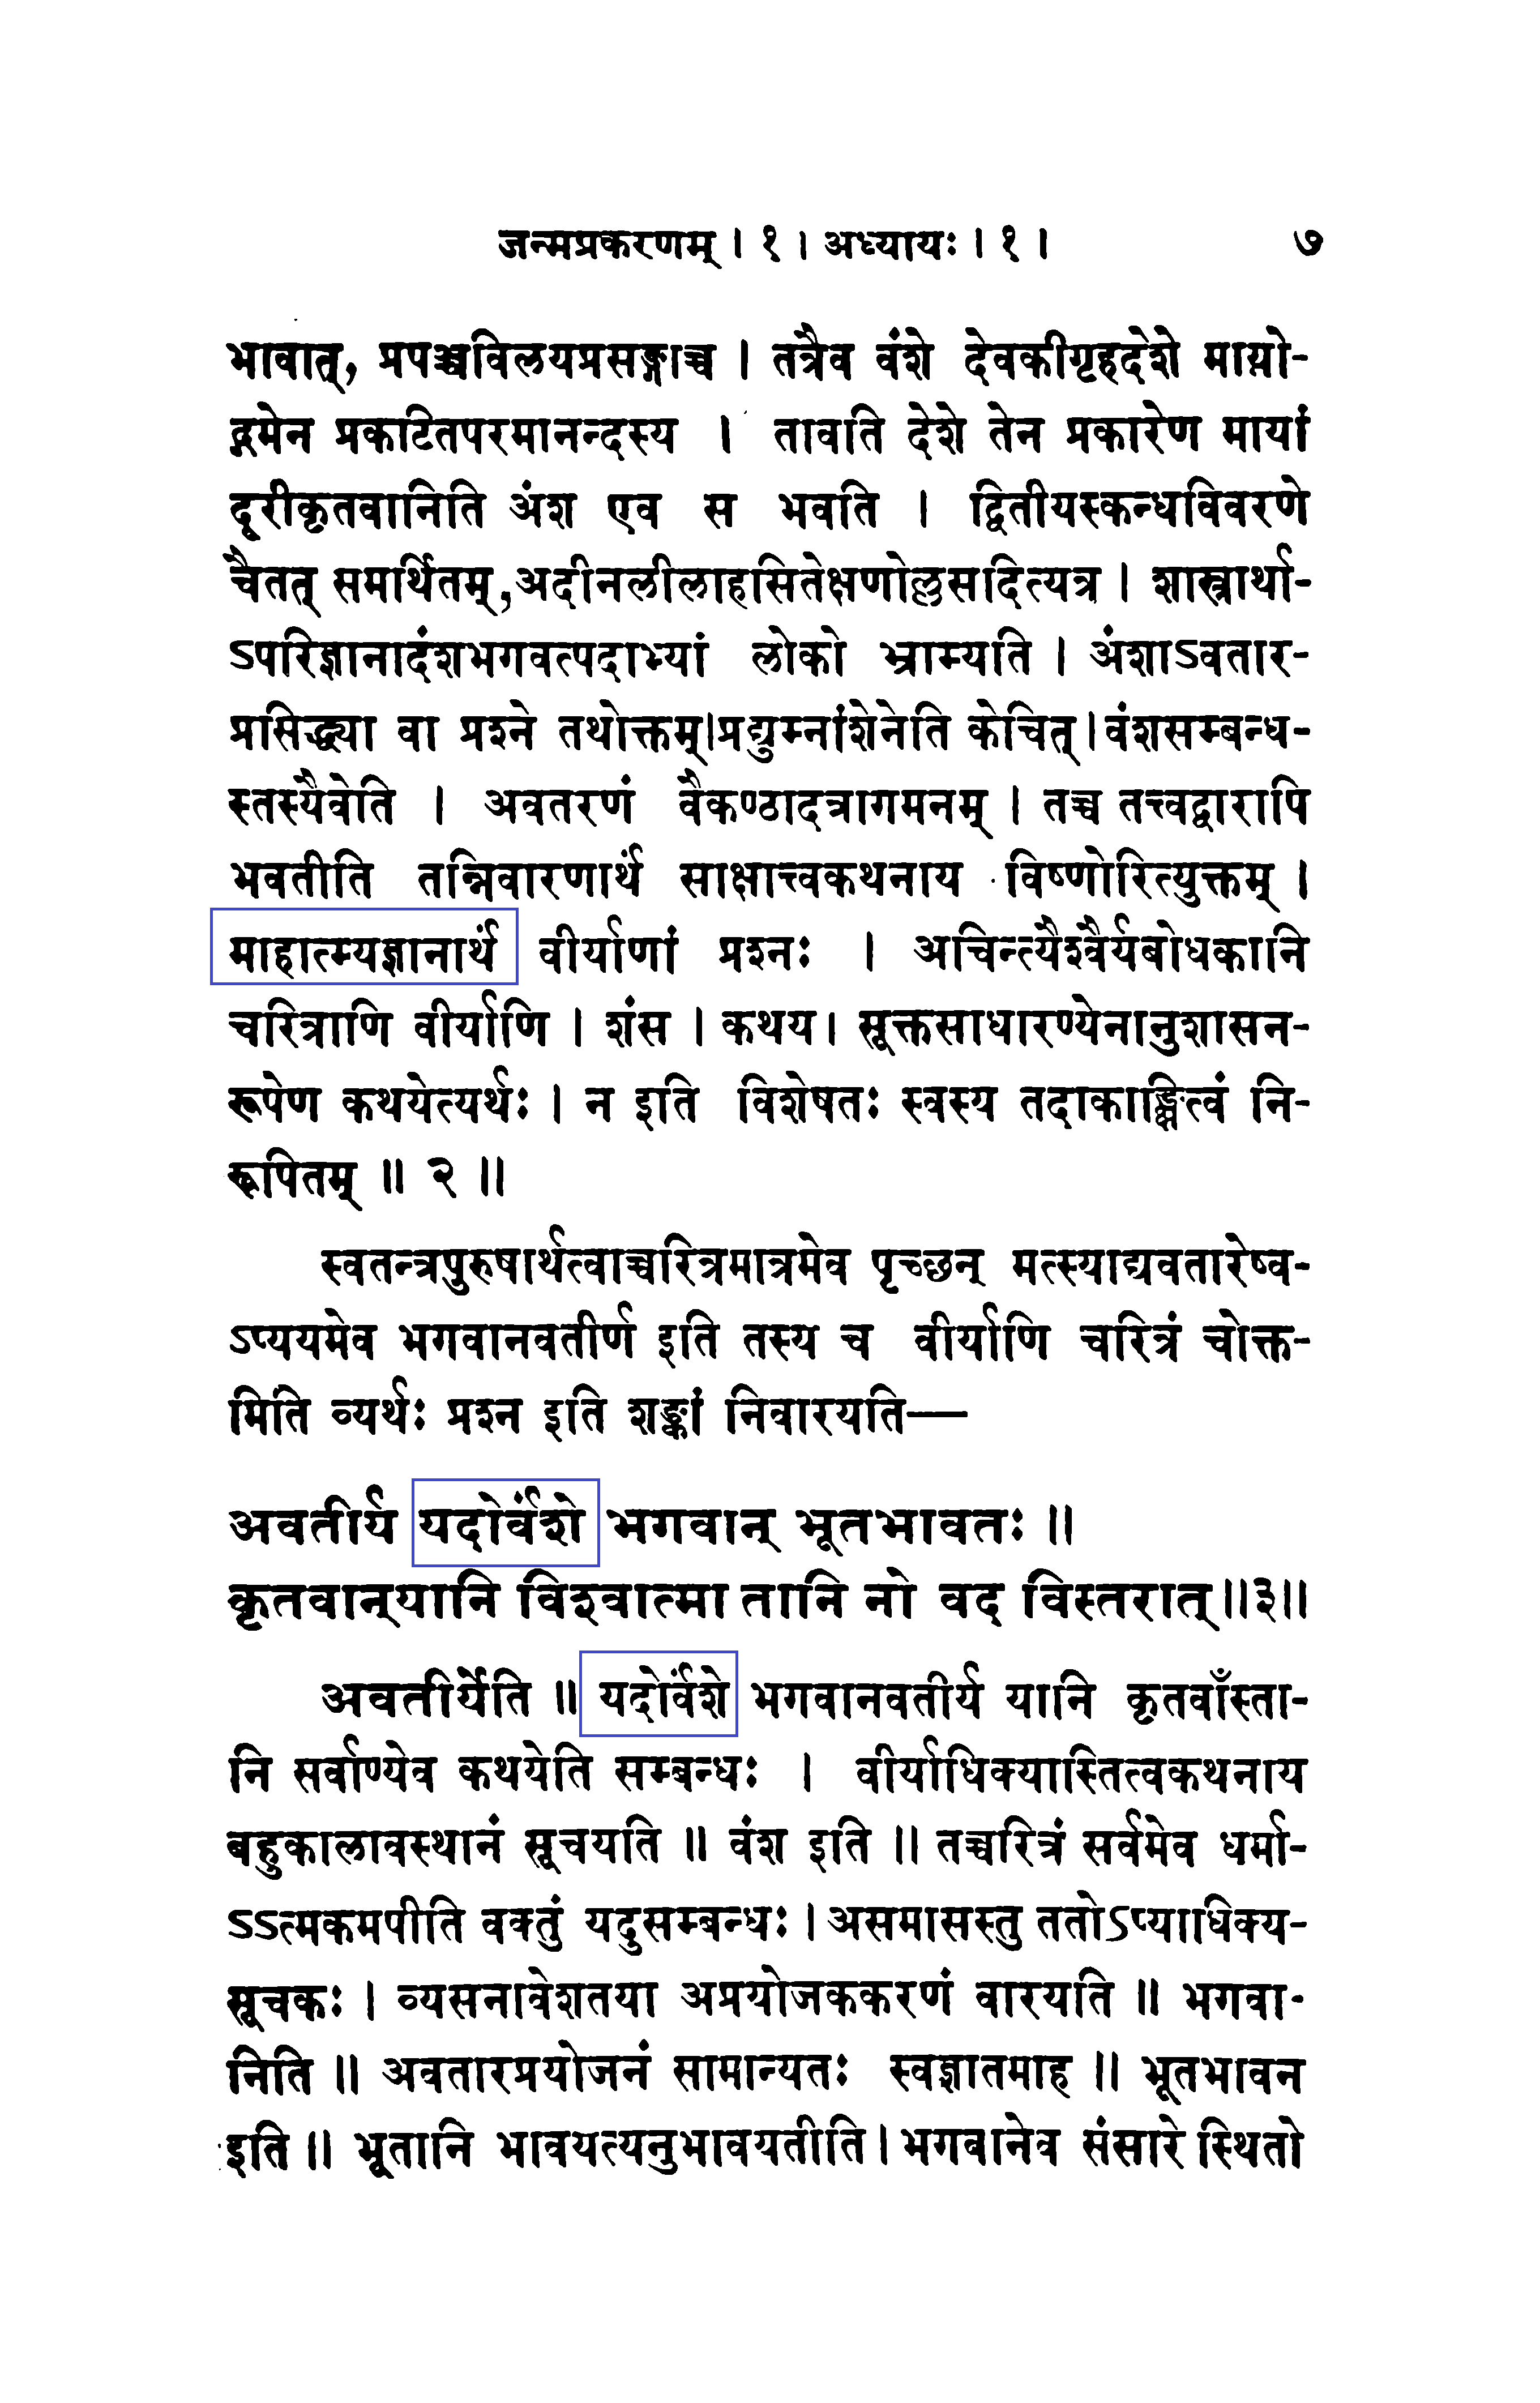 जन्मप्रकरणम् । १ । अध्यायः । १ । ७
भावात्, प्रपञ्चविलयप्रसङ्गाच्च । तत्रैव वंशे देवकीगृहदेशे मायो-
द्गमेन प्रकटितपरमानन्दस्य । तावति देशे तेन प्रकारेण मायां
दूरीकृतवानिति अंश एव स भवति । द्वितीयस्कन्धविवरणे
चैतत् समर्थितम्,अदीनलीलाहसितेक्षणोल्लसदित्यत्र । शास्त्रार्था-
ऽपरिज्ञानादंशभगवत्पदाभ्यां लोको भ्राम्यति । अंशाऽवतार-
प्रसिद्ध्या वा प्रश्ने तथोक्तम्।प्रद्युम्नांशेनेति केचित्।वंशसम्बन्ध-
स्तस्यैवेति । अवतरणं वैकण्ठादत्रागमनम् । तच्च तत्त्वद्वारापि
भवतीति तन्निवारणार्थं साक्षात्त्वकथनाय विष्णोरित्युक्तम् ।
माहात्म्यज्ञानार्थं वीर्याणां प्रश्नः । अचिन्त्यैश्वैर्यबोधकानि
चरित्राणि वीर्याणि । शंस । कथय। सूक्तसाधारण्येनानुशासन-
रूपेण कथयेत्यर्थः । न इति विशेषतः स्वस्य तदाकाङ्क्षित्वं नि-
रूपितम् ॥ २ ॥
स्वतन्त्रपुरुषार्थत्वाच्चरित्रमात्रमेव पृच्छन् मत्स्याद्यवतारेष्व-
ऽप्ययमेव भगवानवतीर्ण इति तस्य च वीर्याणि चरित्रं चोक्त-
मिति व्यर्थः प्रश्न इति शङ्कां निवारयति—
अवतीर्य यदोर्वंशे भगवान् भूतभावतः ॥
कृतवान्यानि विश्वात्मा तानि नो वद विस्तरात्॥३॥
अवतीर्येति ॥ यदोर्वंशे भगवानवतीर्य यानि कृतवाँस्ता-
नि सर्वाण्येव कथयेति सम्बन्धः । वीर्याधिक्यास्तित्वकथनाय
बहुकालावस्थानं सूचयति ॥ वंश इति ॥ तच्चरित्रं सर्वमेव धर्मा-
ऽऽत्मकमपीति वक्तुं यदुसम्बन्धः । असमासस्तु ततोऽप्याधिक्य-
सूचकः । व्यसनावेशतया अप्रयोजककरणं वारयति ॥ भगवा-
निति ॥ अवतारप्रयोजनं सामान्यतः स्वज्ञातमाह ॥ भूतभावन
इति ॥ भूतानि भावयत्यनुभावयतीति । भगवानेव संसारे स्थितो